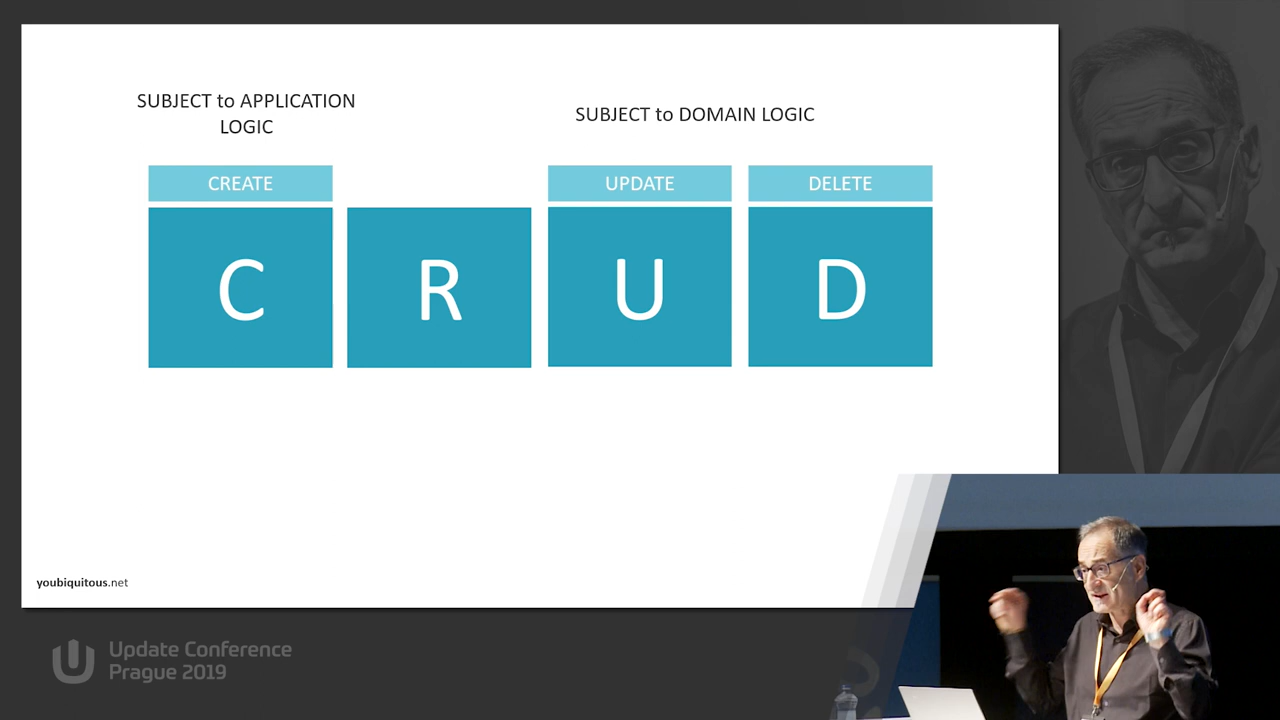 SUBJECT to APPLICATION
LOGIC
SUBJECT to DOMAIN LOGIC
CREATE
UPDATE
DELETE
C
R
U
D
youbiquitous.net
Update Conference
Prague 2019